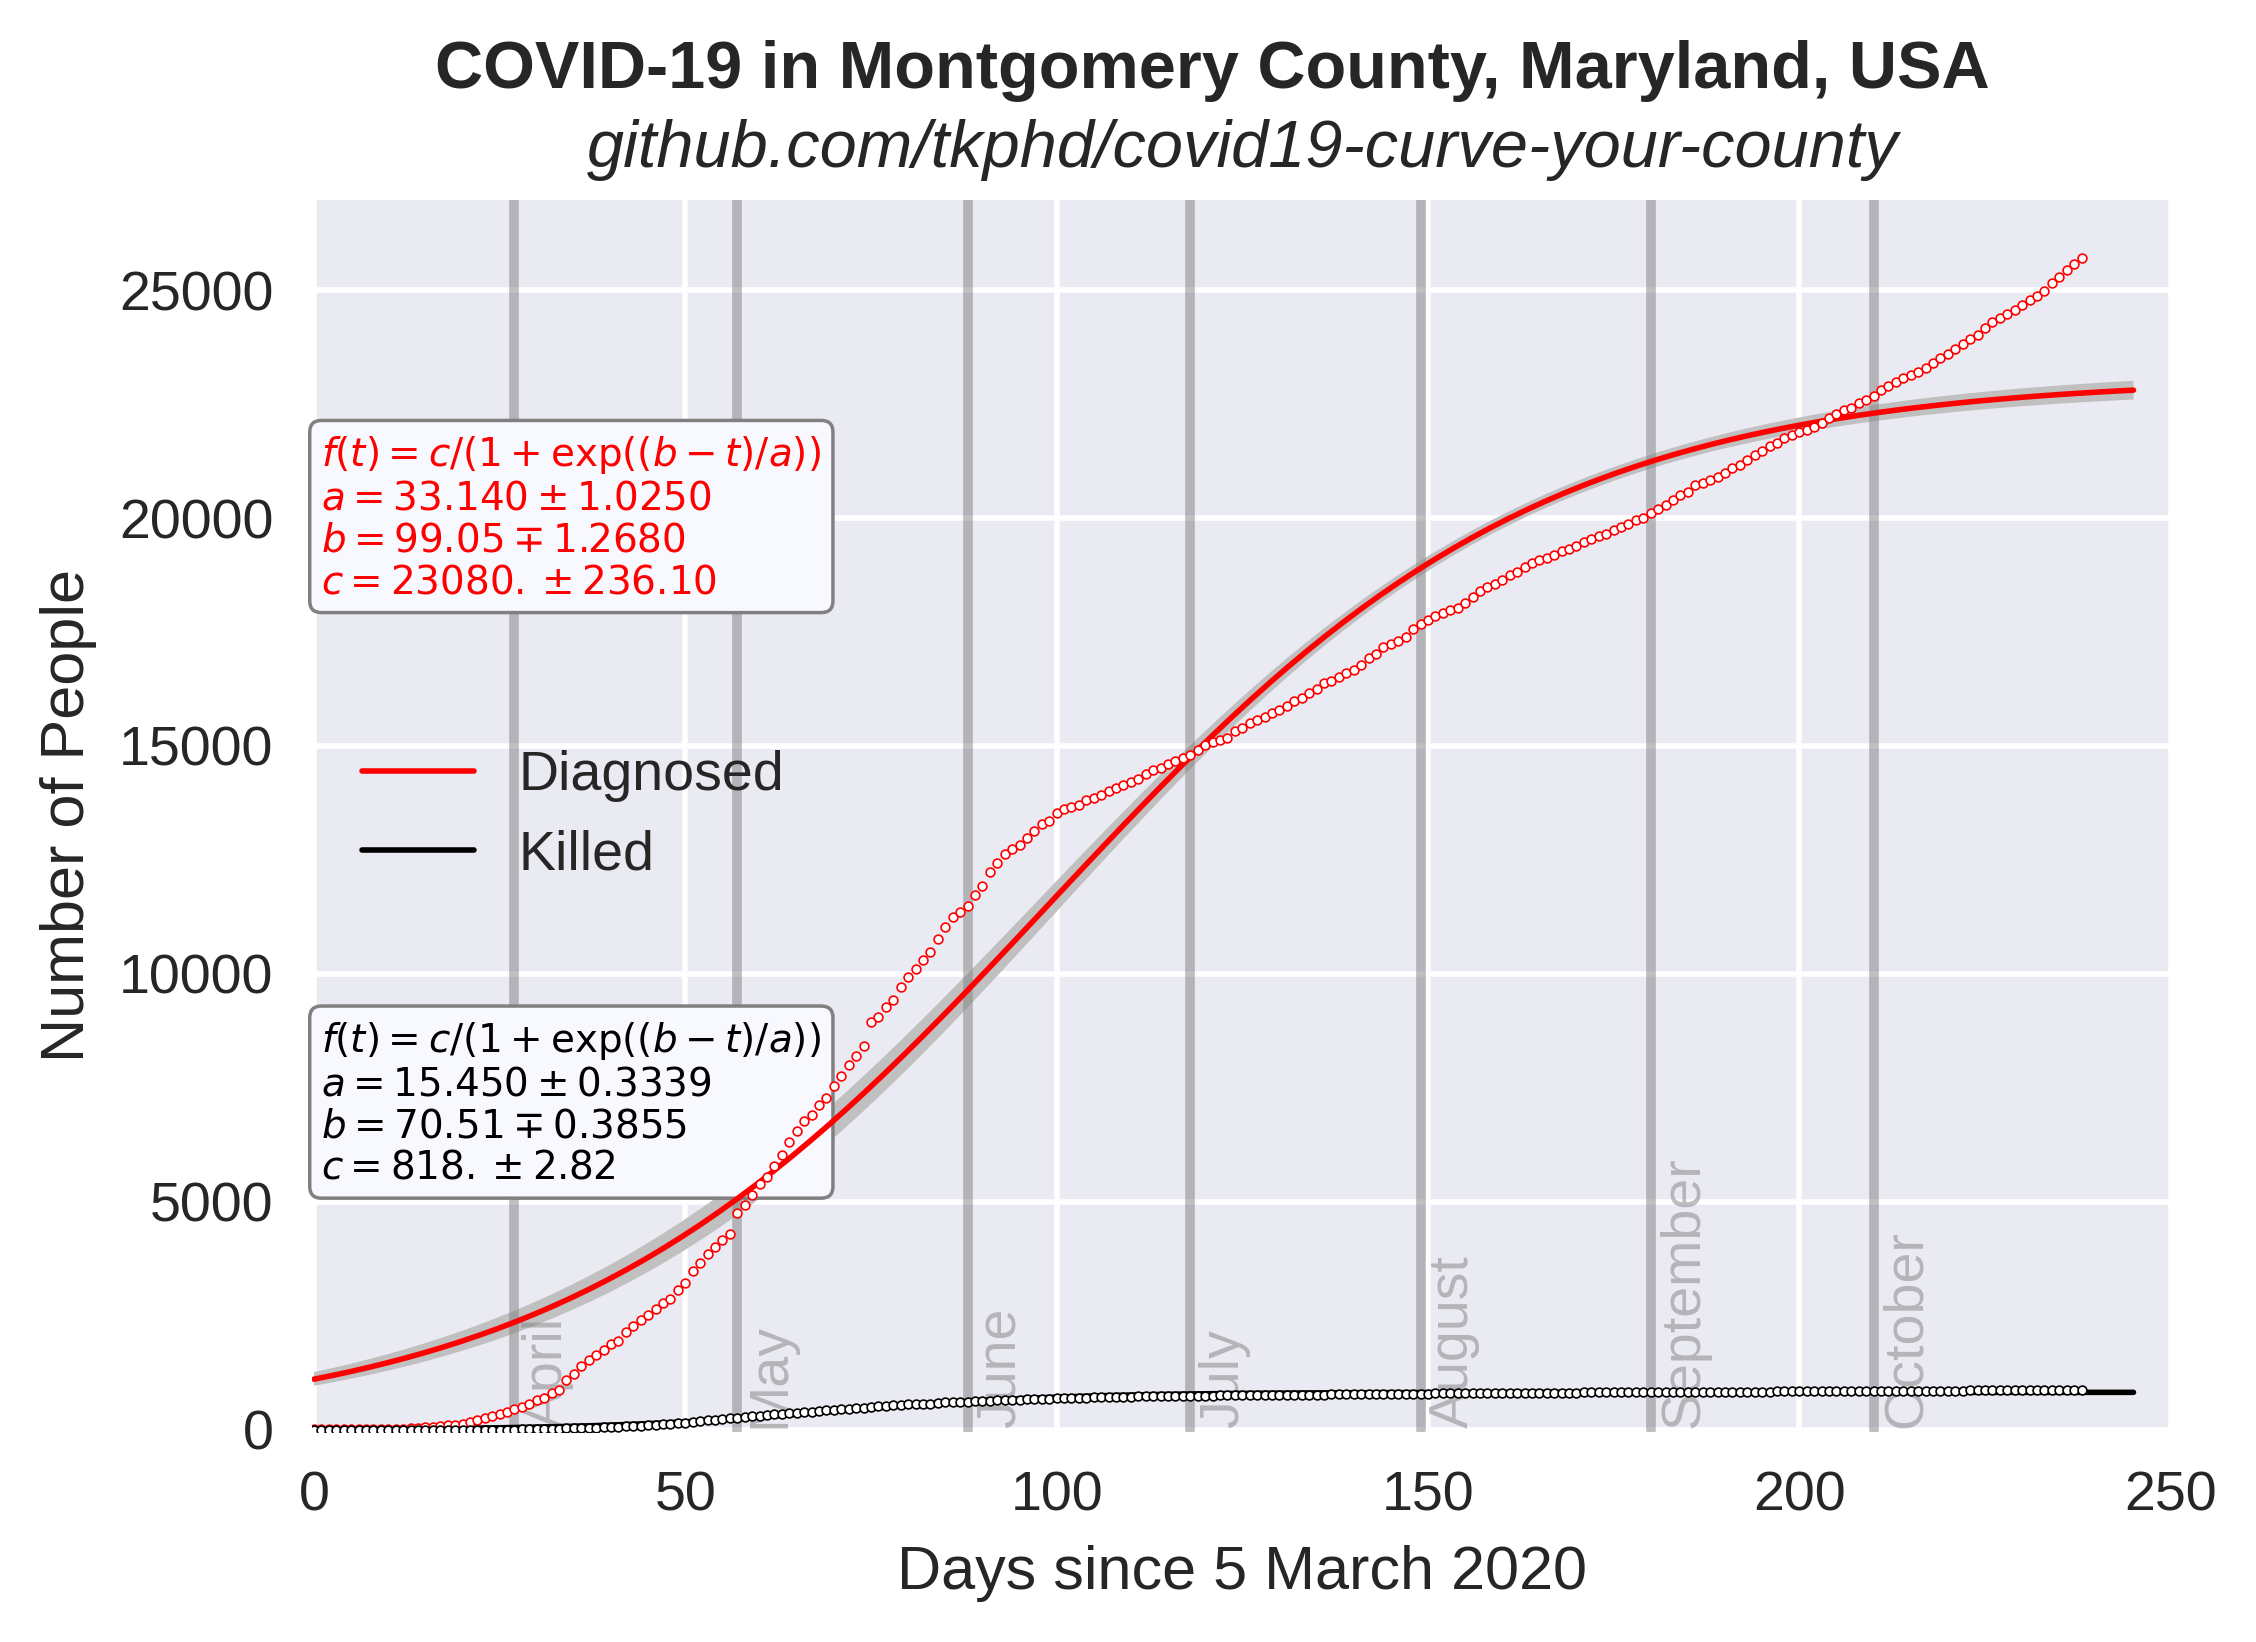 COVID-19 in Montgomery County, Maryland, USA
github.com/tkphd/covid19-curve-your-county
Number of People
25000
20000
15000
10000
5000
0
f(t) = c/(1 + exp((b − t)/a))
a = 33.140 ± 1.0250
b = 99.05 ∓ 1.2680
c = 23080. ± 236.10
Diagnosed
Killed
f(t) = c/(1 + exp((b − t)/a))
a = 15.450 ± 0.3339
b = 70.51 ∓ 0.3855
c = 818. ± 2.82
April
May
June
July
August
September
October
0 50 100 150 200 250
Days since 5 March 2020